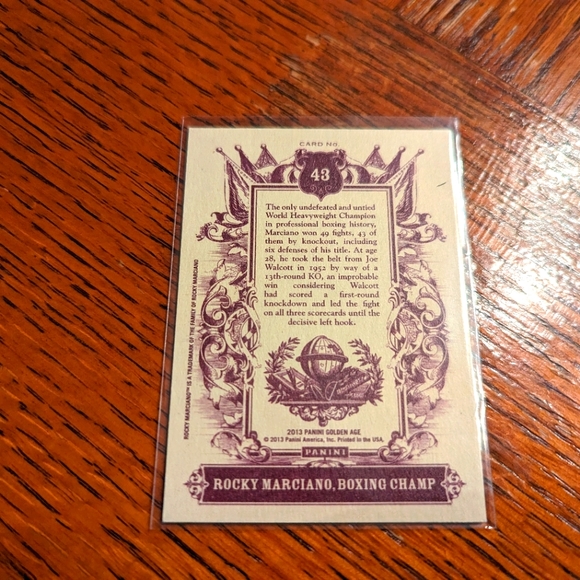 CARD No.
43
The only undefeated and untied
World Heavyweight Champion
in professional boxing history,
Marciano won 49 fights, 43 of
them by knockout, including
six defenses of his title. At age
28, he took the belt from Joe
Walcott in 1952 by way of a
13th-round KO, an improbable
win considering Walcott
had scored a first-round
knockdown and led the fight
on all three scorecards until the
decisive left hook.
2013 PANINI GOLDEN AGE
© 2013 Panini America, Inc. Printed in the USA.
PANINI
ROCKY MARCIANO, BOXING CHAMP
ROCKY MARCIANO™ IS A TRADEMARK OF THE FAMILY OF ROCKY MARCIANO